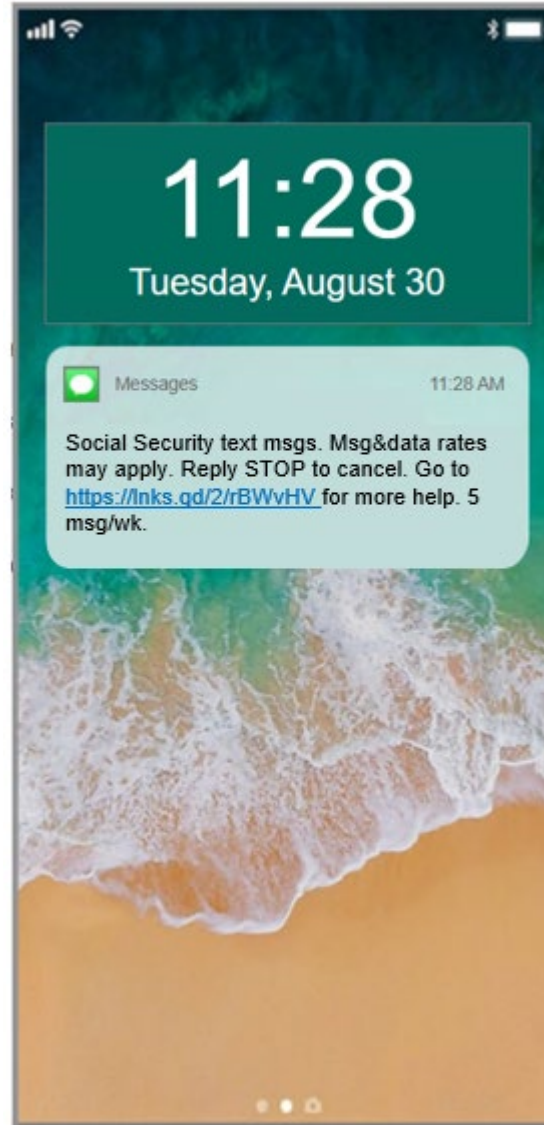 11:28
Tuesday, August 30
Messages 11:28 AM
Social Security text msgs. Msg&data rates
may apply. Reply STOP to cancel. Go to
https://lnks.gd/2/rBWvHV for more help. 5
msg/wk.